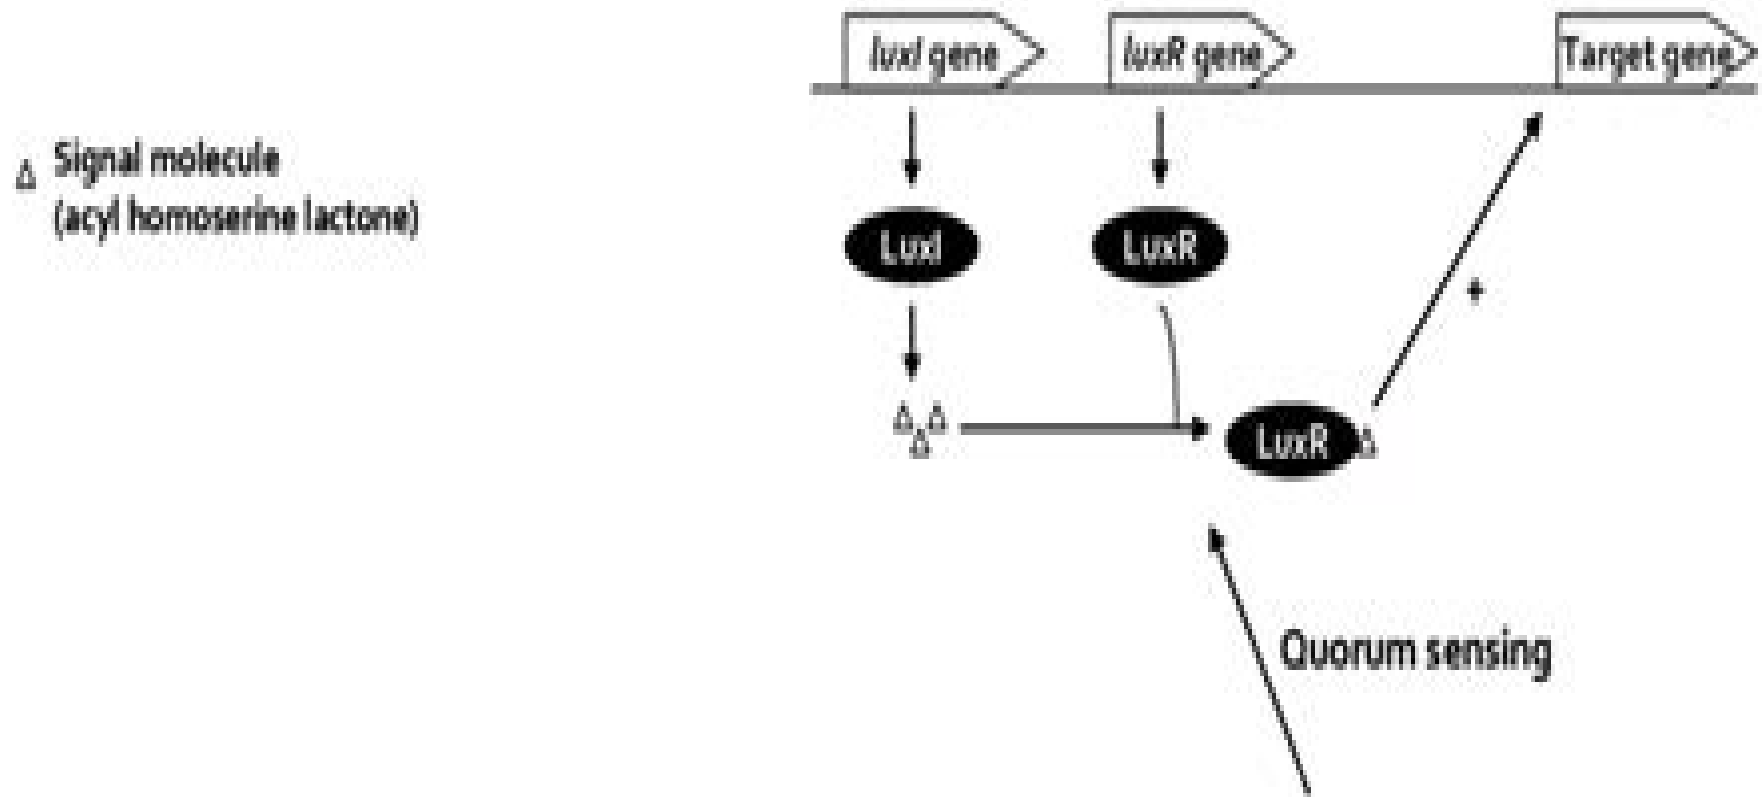 luxI gene
luxR gene
Target gene
Δ Signal molecule
(acyl homoserine lactone)
LuxI
LuxR
+
Δ Δ
Δ
LuxR Δ
Quorum sensing